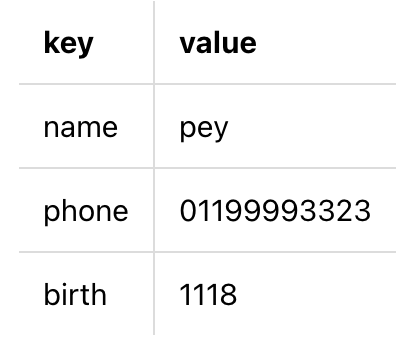 key value
name pey
phone 01199993323
birth 1118